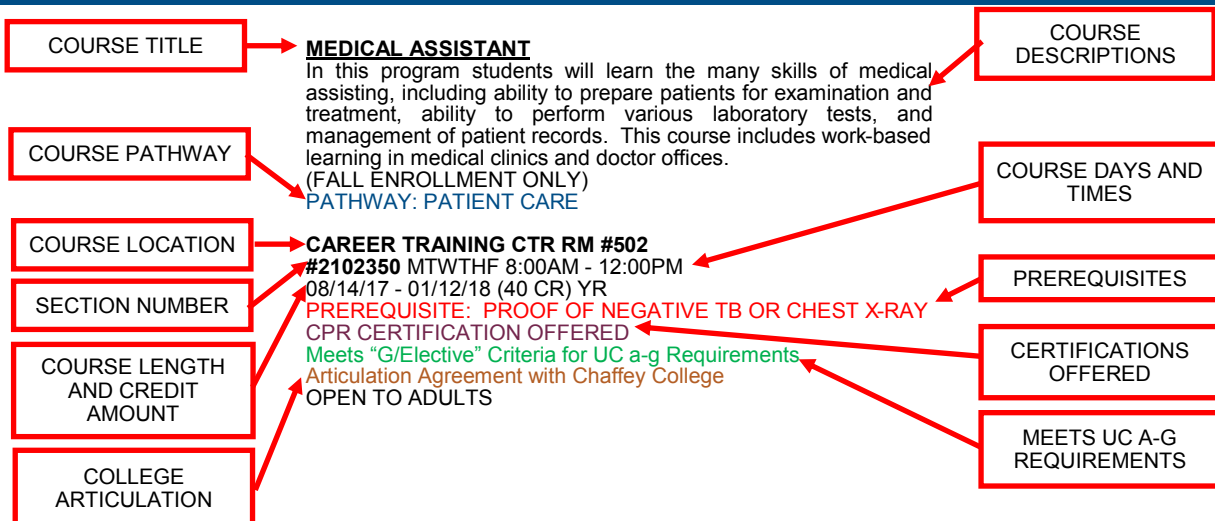 COURSE TITLE
COURSE PATHWAY
COURSE LOCATION
SECTION NUMBER
COURSE LENGTH
AND CREDIT
AMOUNT
COLLEGE
ARTICULATION
MEDICAL ASSISTANT
In this program students will learn the many skills of medical
assisting, including ability to prepare patients for examination and
treatment, ability to perform various laboratory tests, and
management of patient records. This course includes work-based
learning in medical clinics and doctor offices.
(FALL ENROLLMENT ONLY)
PATHWAY: PATIENT CARE
CAREER TRAINING CTR RM #502
#2102350 MTWTHF 8:00AM - 12:00PM
08/14/17 - 01/12/18 (40 CR) YR
PREREQUISITE: PROOF OF NEGATIVE TB OR CHEST X-RAY
CPR CERTIFICATION OFFERED
Meets “G/Elective” Criteria for UC a-g Requirements
Articulation Agreement with Chaffey College
OPEN TO ADULTS
COURSE
DESCRIPTIONS
COURSE DAYS AND
TIMES
PREREQUISITES
CERTIFICATIONS
OFFERED
MEETS UC A-G
REQUIREMENTS